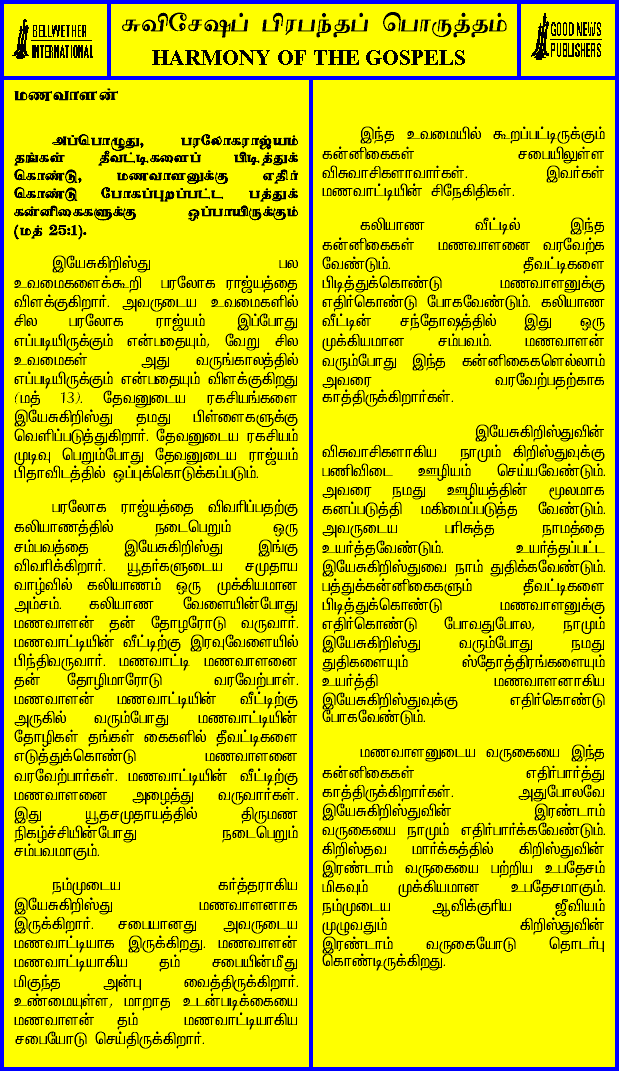 BELLWETHER
INTERNATIONAL
சுவிசேஷப் பிரபந்தப் பொருத்தம்
HARMONY OF THE GOSPELS
GOOD NEWS
PUBLISHERS
மணவாளன்
அப்பொழுது, பரலோகராஜ்யம்
தங்கள் தீவட்டிகளைப் பிடித்துக்
கொண்டு, மணவாளனுக்கு எதிர்
கொண்டு போகப்புறப்பட்ட பத்துக்
கன்னிகைகளுக்கு ஒப்பாயிருக்கும்
(மத் 25:1).
இயேசுகிறிஸ்து பல
உவமைகளைக்கூறி பரலோக ராஜ்யத்தை
விளக்குகிறார். அவருடைய உவமைகளில்
சில பரலோக ராஜ்யம் இப்போது
எப்படியிருக்கும் என்பதையும், வேறு சில
உவமைகள் அது வருங்காலத்தில்
எப்படியிருக்கும் என்பதையும் விளக்குகிறது
(மத் 13). தேவனுடைய ரகசியங்களை
இயேசுகிறிஸ்து தமது பிள்ளைகளுக்கு
வெளிப்படுத்துகிறார். தேவனுடைய ரகசியம்
முடிவு பெறும்போது தேவனுடைய ராஜ்யம்
பிதாவிடத்தில் ஒப்புக்கொடுக்கப்படும்.
பரலோக ராஜ்யத்தை விவரிப்பதற்கு
கலியாணத்தில் நடைபெறும் ஒரு
சம்பவத்தை இயேசுகிறிஸ்து இங்கு
விவரிக்கிறார். யூதர்களுடைய சமுதாய
வாழ்வில் கலியாணம் ஒரு முக்கியமான
அம்சம். கலியாண வேளையின்போது
மணவாளன் தன் தோழரோடு வருவார்.
மணவாட்டியின் வீட்டிற்கு இரவுவேளையில்
பிந்திவருவார். மணவாட்டி மணவாளனை
தன் தோழிமாரோடு வரவேற்பாள்.
மணவாளன் மணவாட்டியின் வீட்டிற்கு
அருகில் வரும்போது மணவாட்டியின்
தோழிகள் தங்கள் கைகளில் தீவட்டிகளை
எடுத்துக்கொண்டு மணவாளனை
வரவேற்பார்கள். மணவாட்டியின் வீட்டிற்கு
மணவாளனை அழைத்து வருவார்கள்.
இது யூதசமுதாயத்தில் திருமண
நிகழ்ச்சியின்போது நடைபெறும்
சம்பவமாகும்.
நம்முடைய கர்த்தராகிய
இயேசுகிறிஸ்து மணவாளனாக
இருக்கிறார். சபையானது அவருடைய
மணவாட்டியாக இருக்கிறது. மணவாளன்
மணவாட்டியாகிய தம் சபையின்மீது
மிகுந்த அன்பு வைத்திருக்கிறார்.
உண்மையுள்ள, மாறாத உடன்படிக்கையை
மணவாளன் தம் மணவாட்டியாகிய
சபையோடு செய்திருக்கிறார்.
இந்த உவமையில் கூறப்பட்டிருக்கும்
கன்னிகைகள் சபையிலுள்ள
விசுவாசிகளாவார்கள். இவர்கள்
மணவாட்டியின் சிநேகிதிகள்.
கலியாண வீட்டில் இந்த
கன்னிகைகள் மணவாளனை வரவேற்க
வேண்டும். தீவட்டிகளை
பிடித்துக்கொண்டு மணவாளனுக்கு
எதிர்கொண்டு போகவேண்டும். கலியாண
வீட்டின் சந்தோஷத்தில் இது ஒரு
முக்கியமான சம்பவம். மணவாளன்
வரும்போது இந்த கன்னிகைகளெல்லாம்
அவரை வரவேற்பதற்காக
காத்திருக்கிறார்கள்.
இயேசுகிறிஸ்துவின்
விசுவாசிகளாகிய நாமும் கிறிஸ்துவுக்கு
பணிவிடை ஊழியம் செய்யவேண்டும்.
அவரை நமது ஊழியத்தின் மூலமாக
கனப்படுத்தி மகிமைப்படுத்த வேண்டும்.
அவருடைய பரிசுத்த நாமத்தை
உயர்த்தவேண்டும். உயர்த்தப்பட்ட
இயேசுகிறிஸ்துவை நாம் துதிக்கவேண்டும்.
பத்துக்கன்னிகைகளும் தீவட்டிகளை
பிடித்துக்கொண்டு மணவாளனுக்கு
எதிர்கொண்டு போவதுபோல, நாமும்
இயேசுகிறிஸ்து வரும்போது நமது
துதிகளையும் ஸ்தோத்திரங்களையும்
உயர்த்தி மணவாளனாகிய
இயேசுகிறிஸ்துவுக்கு எதிர்கொண்டு
போகவேண்டும்.
மணவாளனுடைய வருகையை இந்த
கன்னிகைகள் எதிர்பார்த்து
காத்திருக்கிறார்கள். அதுபோலவே
இயேசுகிறிஸ்துவின் இரண்டாம்
வருகையை நாமும் எதிர்பார்க்கவேண்டும்.
கிறிஸ்தவ மார்க்கத்தில் கிறிஸ்துவின்
இரண்டாம் வருகையை பற்றிய உபதேசம்
மிகவும் முக்கியமான உபதேசமாகும்.
நம்முடைய ஆவிக்குரிய ஜீவியம்
முழுவதும் கிறிஸ்துவின்
இரண்டாம் வருகையோடு தொடர்பு
கொண்டிருக்கிறது.